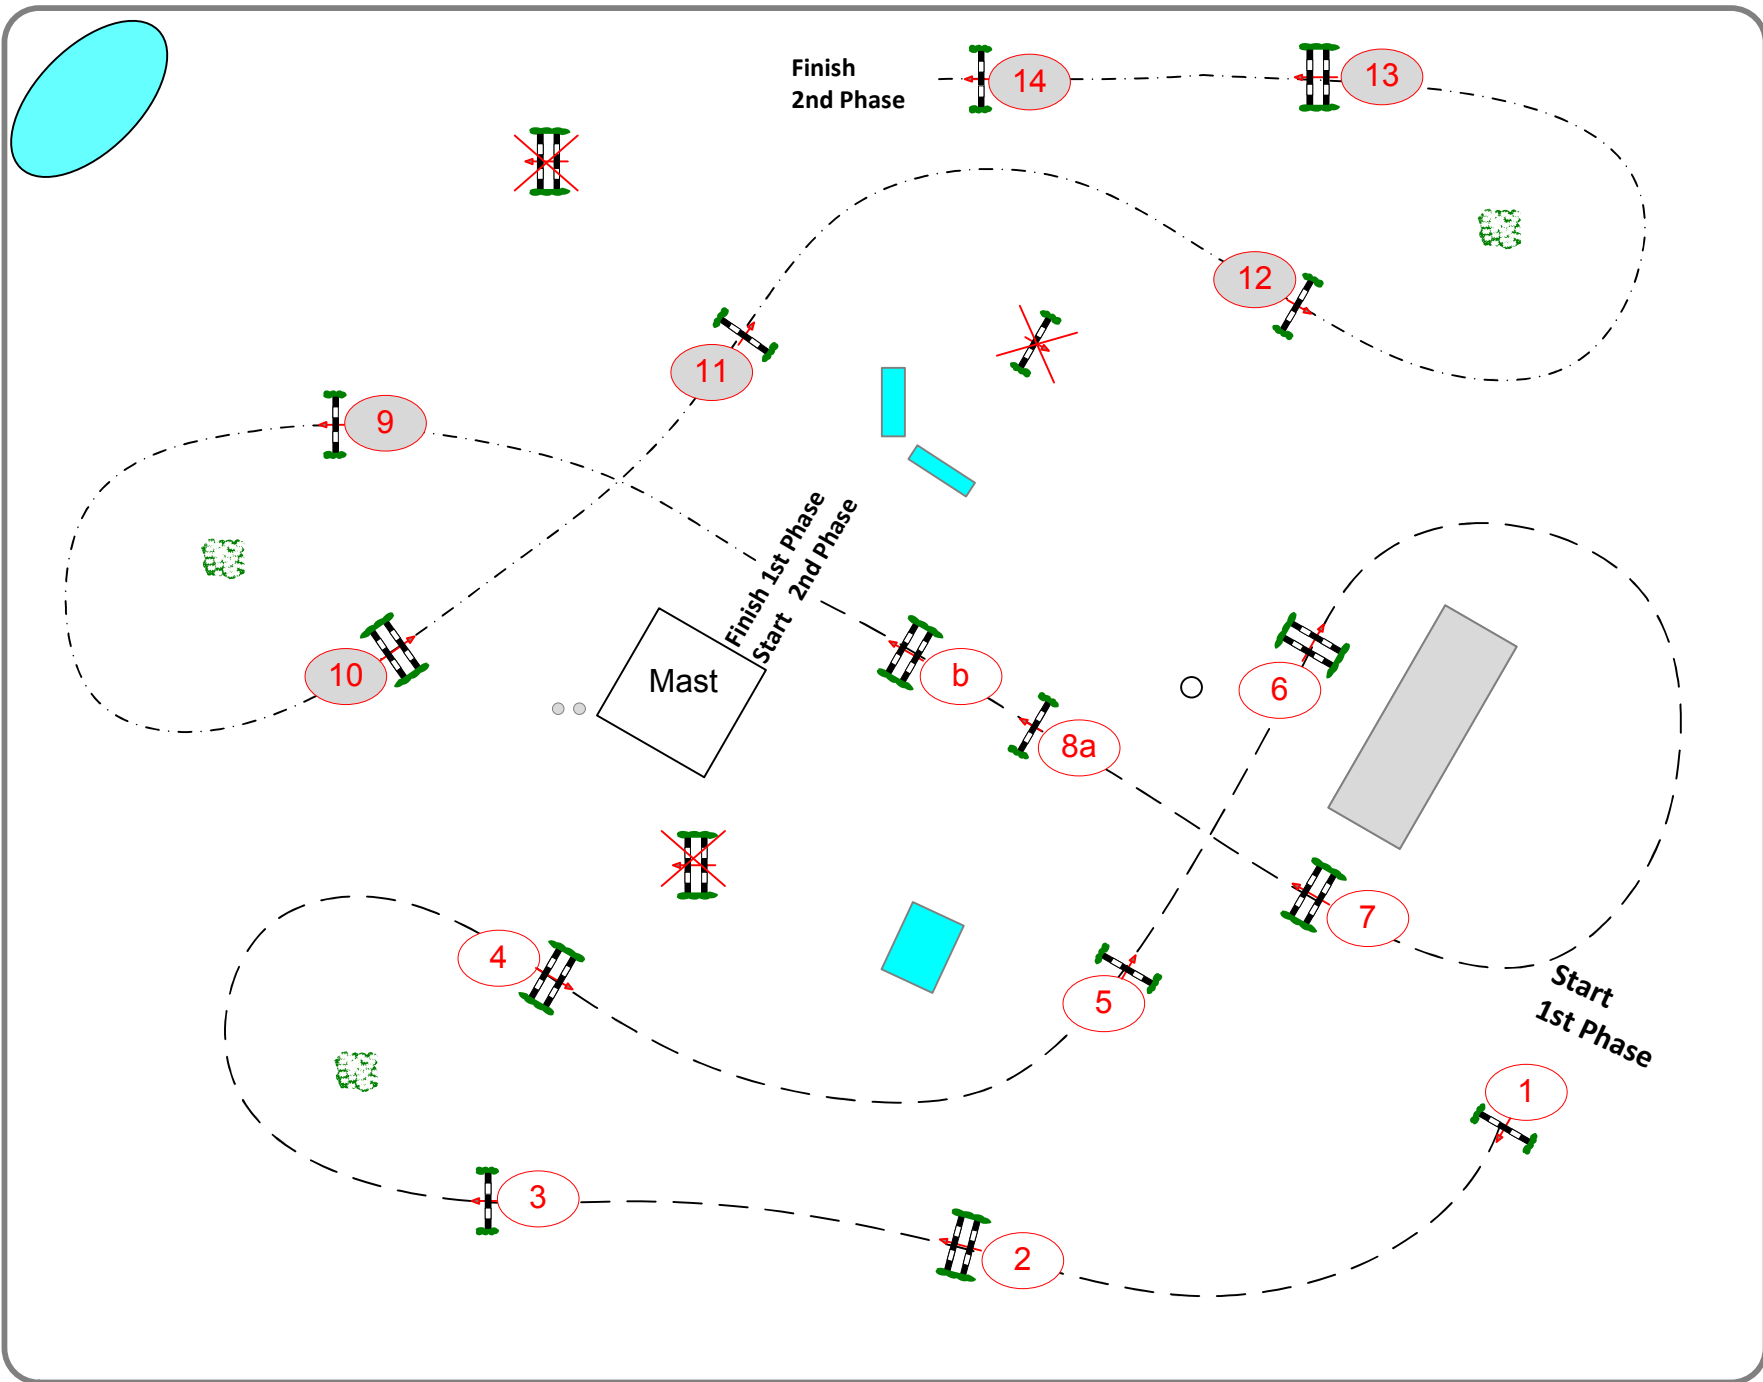 Finish
2nd Phase
14
13
12
11
9
Finish 1st Phase
Start 2nd Phase
10
Mast
b
6
8a
7
4
5
Start
1st Phase
1
3
2